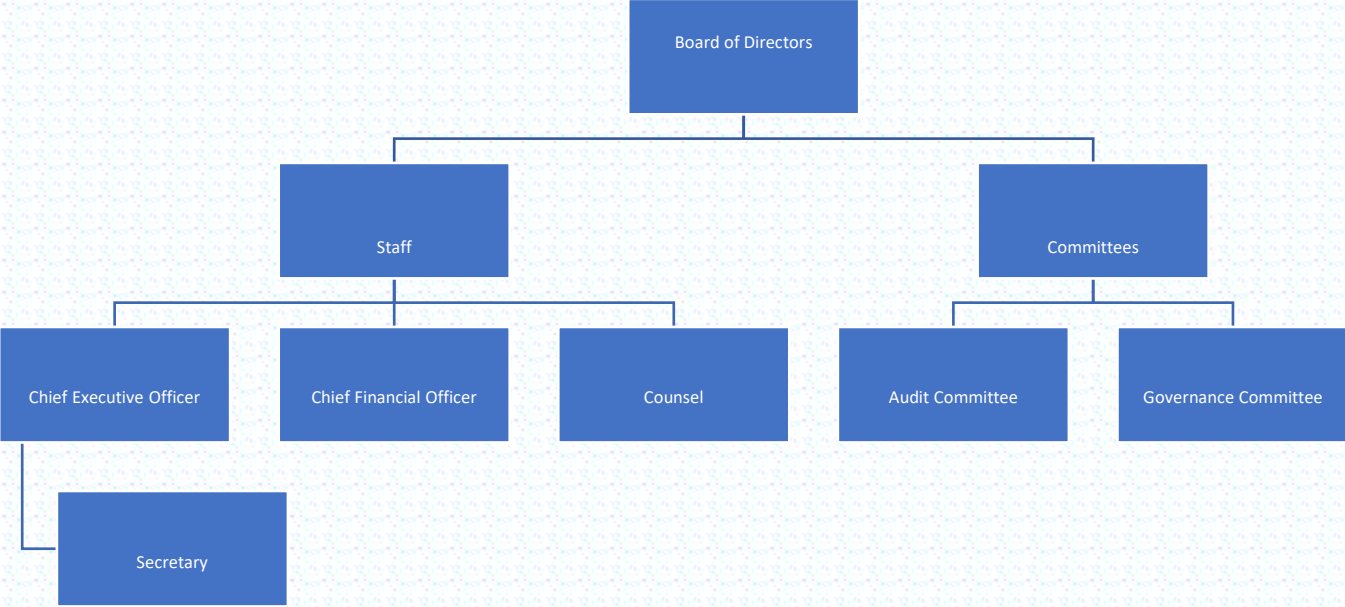 Board of Directors
Staff
Committees
Chief Executive Officer
Chief Financial Officer
Counsel
Audit Committee
Governance Committee
Secretary